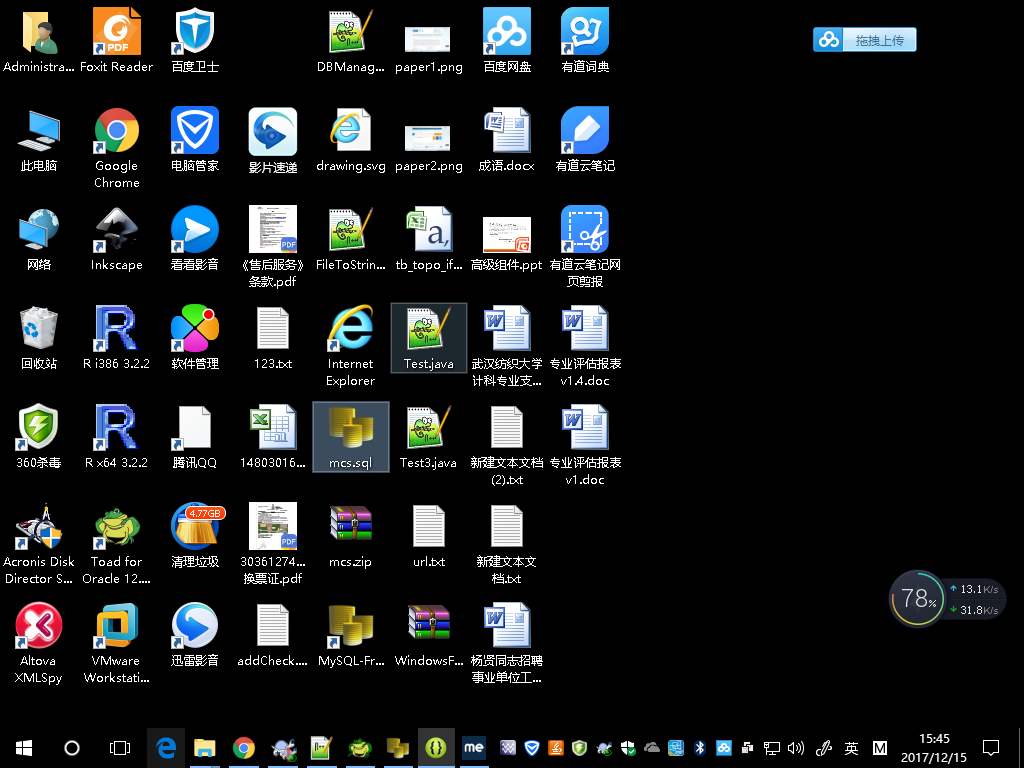 Administra...
Foxit Reader
百度卫士
DBManag...
paper1.png
百度网盘
有道词典
拖拽上传
此电脑
Google
Chrome
电脑管家
影片速递
drawing.svg
paper2.png
成语.docx
有道云笔记
网络
Inkscape
看看影音
《售后服务》
条款.pdf
FileToStrin...
tb_topo_if...
高级组件.ppt
有道云笔记网
页剪报
回收站
R i386 3.2.2
软件管理
123.txt
Internet
Explorer
Test.java
武汉纺织大学
计科专业支...
专业评估报表
v1.4.doc
360杀毒
R x64 3.2.2
腾讯QQ
14803016...
mcs.sql
Test3.java
新建文本文档
(2).txt
专业评估报表
v1.doc
Acronis Disk
Director S...
Toad for
Oracle 12....
4.77GB
清理垃圾
30361274...
换票证.pdf
mcs.zip
url.txt
新建文本文
档.txt
78%
13.1K/s
31.8K/s
Altova
XMLSpy
VMware
Workstati...
迅雷影音
addCheck....
MySQL-Fr...
WindowsF...
杨贤同志招聘
事业单位工...
me
英
M
15:45
2017/12/15